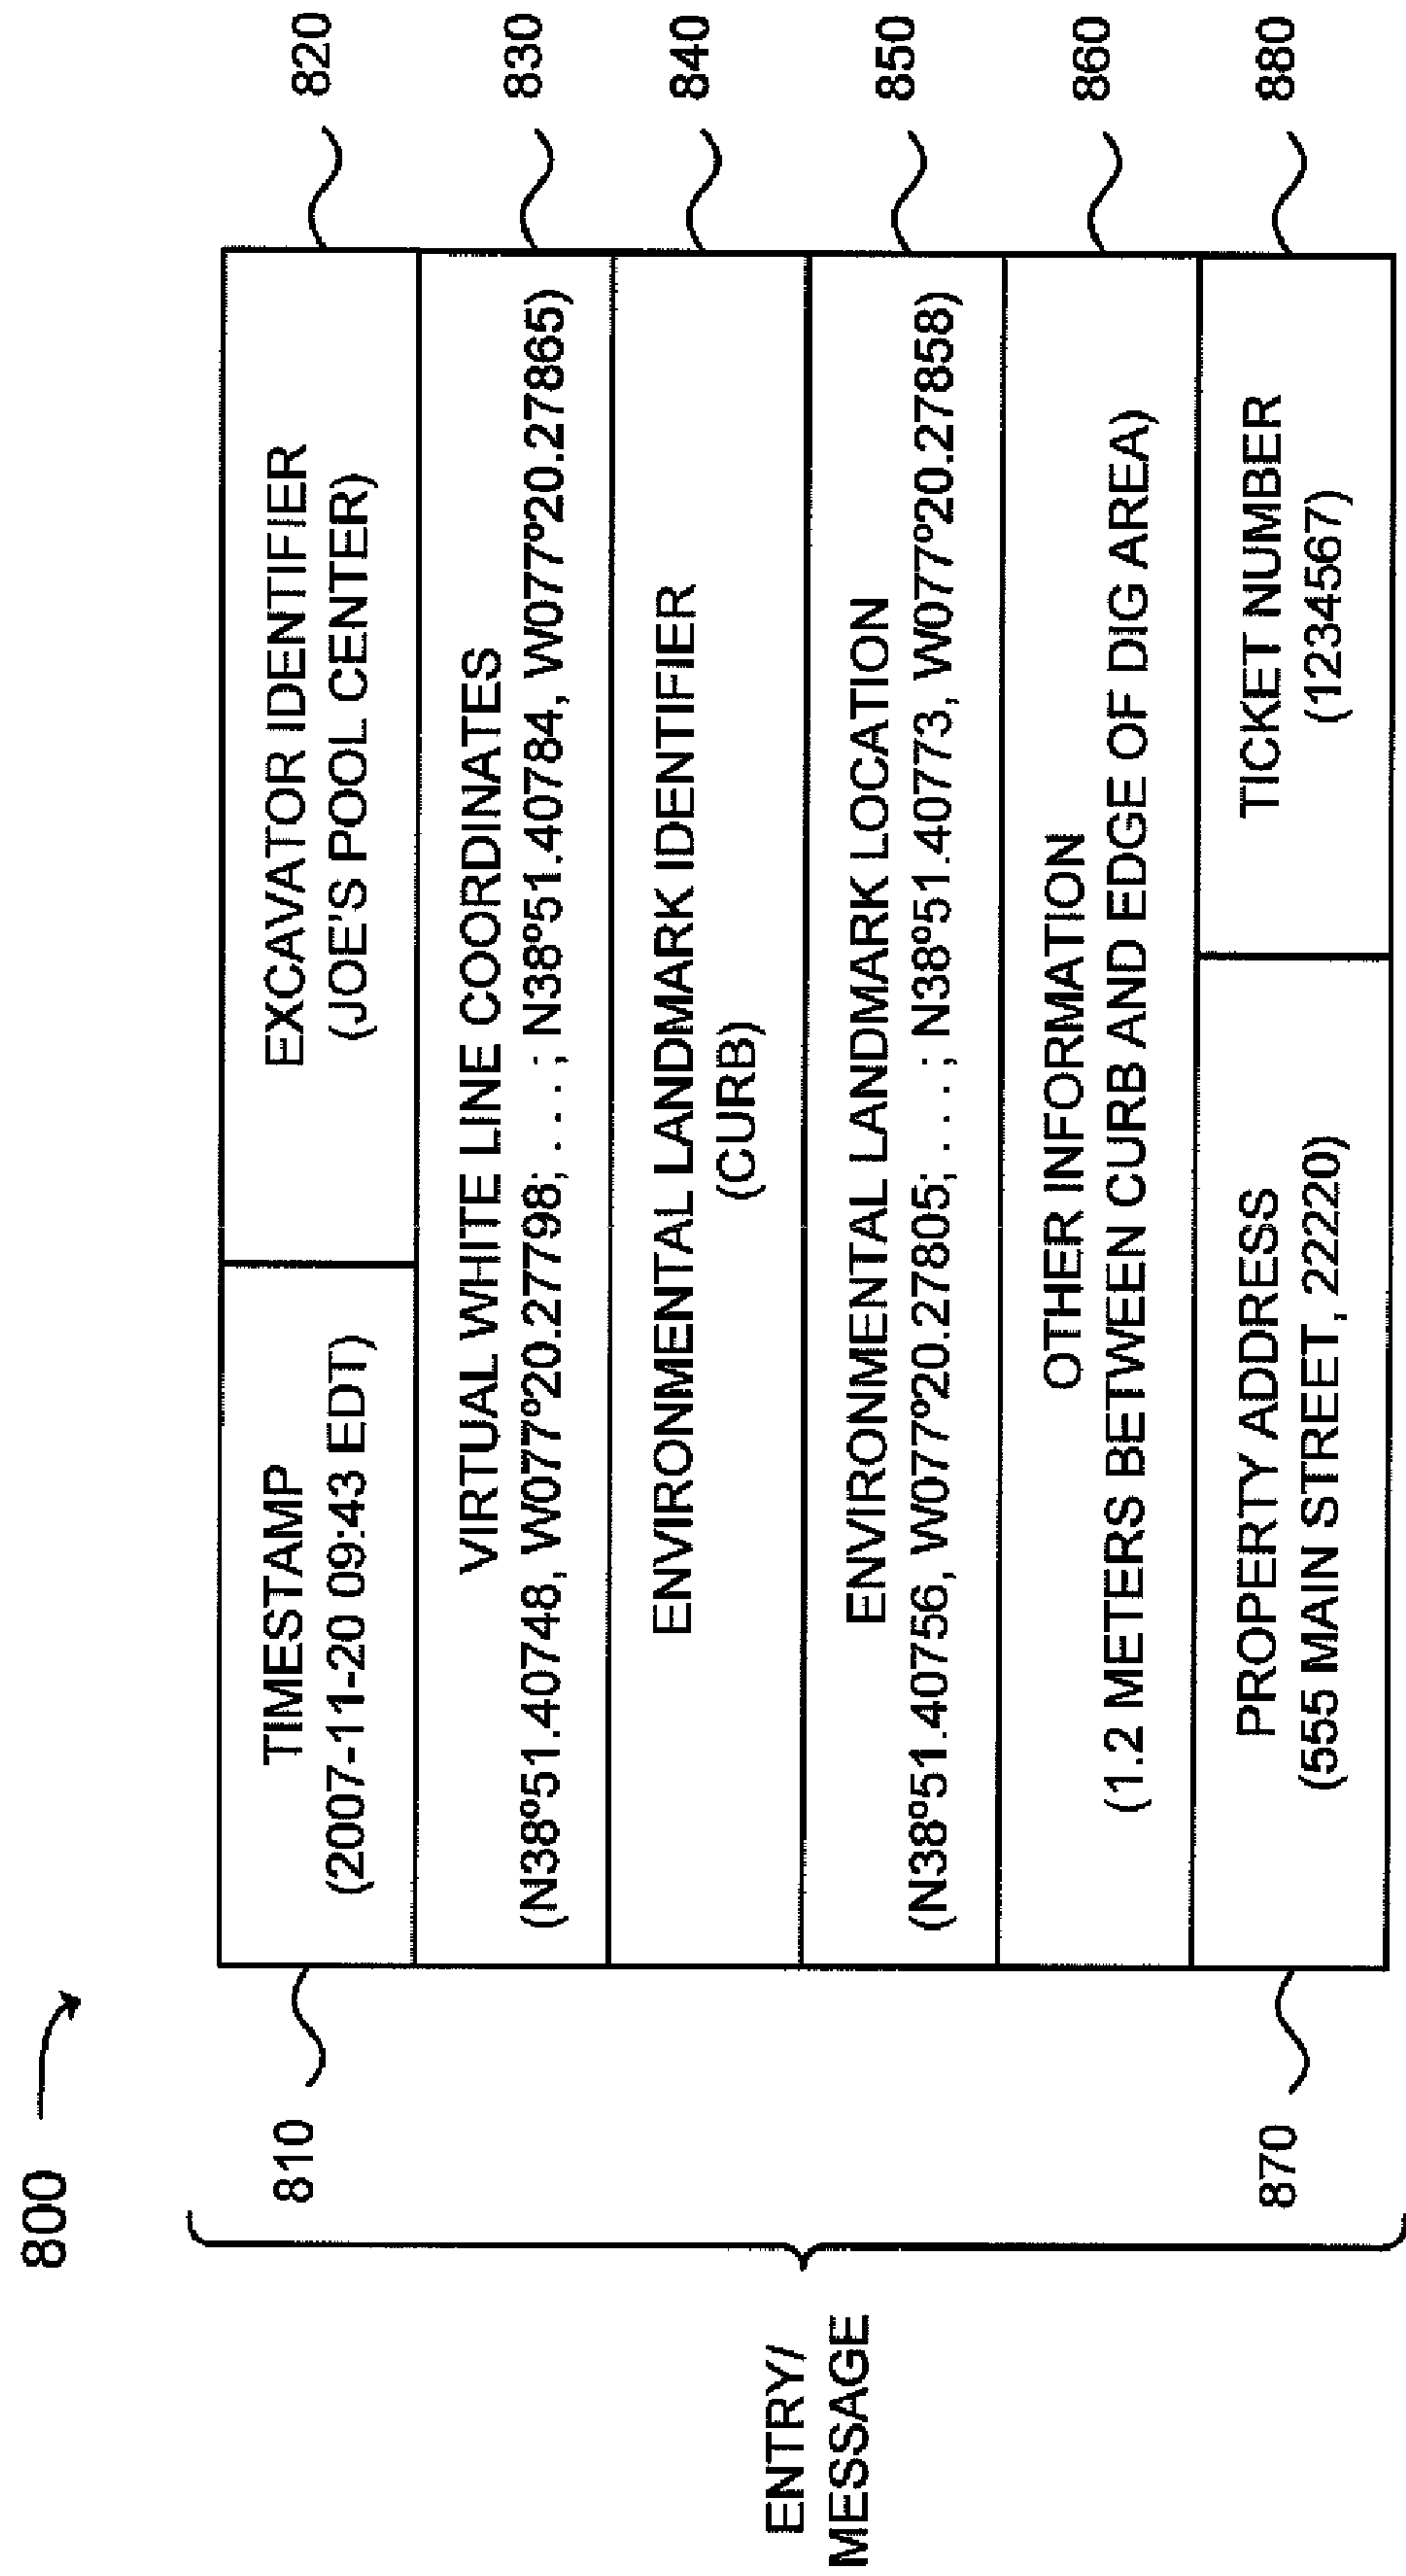 800
ENTRY/
MESSAGE
810
TIMESTAMP
(2007-11-20 09:43 EDT)
EXCAVATOR IDENTIFIER
(JOE'S POOL CENTER)
820
VIRTUAL WHITE LINE COORDINATES
(N38°51.40748, W077°20.27798; . . . ; N38°51.40784, W077°20.27865)
830
ENVIRONMENTAL LANDMARK IDENTIFIER
(CURB)
840
ENVIRONMENTAL LANDMARK LOCATION
(N38°51.40756, W077°20.27805; . . . ; N38°51.40773, W077°20.27858)
850
OTHER INFORMATION
(1.2 METERS BETWEEN CURB AND EDGE OF DIG AREA)
860
870
PROPERTY ADDRESS
(555 MAIN STREET, 22220)
TICKET NUMBER
(1234567)
880